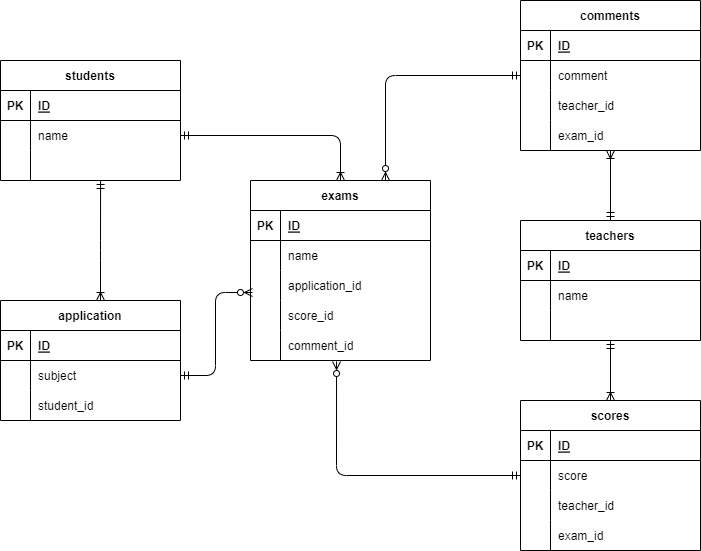 students
PK ID
name
application
PK ID
subject
student_id
exams
PK ID
name
application_id
score_id
comment_id
comments
PK ID
comment
teacher_id
exam_id
teachers
PK ID
name
scores
PK ID
score
teacher_id
exam_id